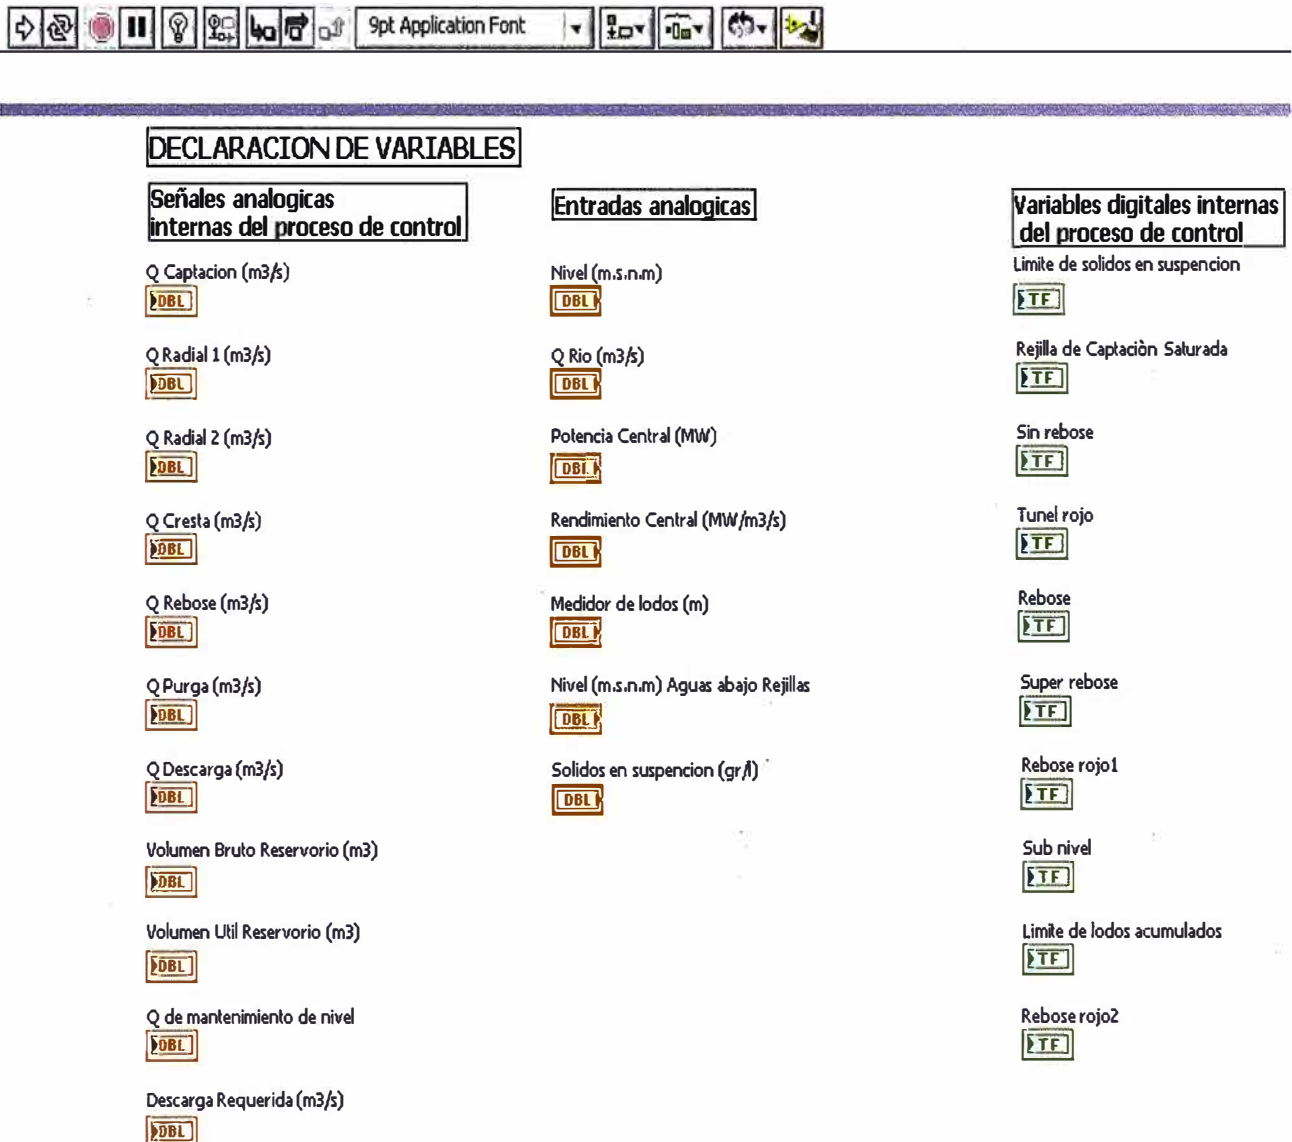 9pt Application Font
DECLARACION DE VARIABLES
Señales analogicas
internas del proceso de control
Q Captacion (m3/s)
DBL
Q Radial 1 (m3/s)
DBL
Q Radial 2 (m3/s)
DBL
Q Cresta (m3/s)
DBL
Q Rebose (m3/s)
DBL
Q Purga (m3/s)
DBL
Q Descarga (m3/s)
DBL
Volumen Bruto Reservorio (m3)
DBL
Volumen Util Reservorio (m3)
DBL
Q de mantenimiento de nivel
DBL
Descarga Requerida (m3/s)
DBL
Entradas analogicas
Nivel (m.s.n.m)
DBL
Q Rio (m3/s)
DBL
Potencia Central (MW)
DBL
Rendimiento Central (MW/m3/s)
DBL
Medidor de lodos (m)
DBL
Nivel (m.s.n.m) Aguas abajo Rejillas
DBL
Solidos en suspencion (gr/l)
DBL
Variables digitales internas
del proceso de control
Limite de solidos en suspencion
TF
Rejilla de Captaciòn Saturada
TF
Sin rebose
TF
Tunel rojo
TF
Rebose
TF
Super rebose
TF
Rebose rojo1
TF
Sub nivel
TF
Limite de lodos acumulados
TF
Rebose rojo2
TF